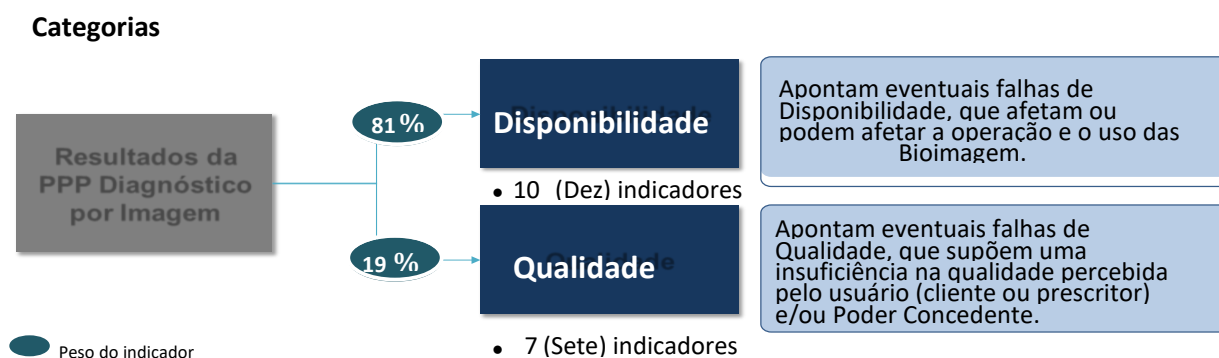 Categorias
Resultados da
PPP Diagnóstico
por Imagem
81 %
Disponibilidade
• 10 (Dez) indicadores
Apontam eventuais falhas de
Disponibilidade, que afetam ou
podem afetar a operação e o uso das
Bioimagem.
19 %
Qualidade
• 7 (Sete) indicadores
Apontam eventuais falhas de
Qualidade, que supõem uma
insuficiência na qualidade percebida
pelo usuário (cliente ou prescritor)
e/ou Poder Concedente.
Peso do indicador